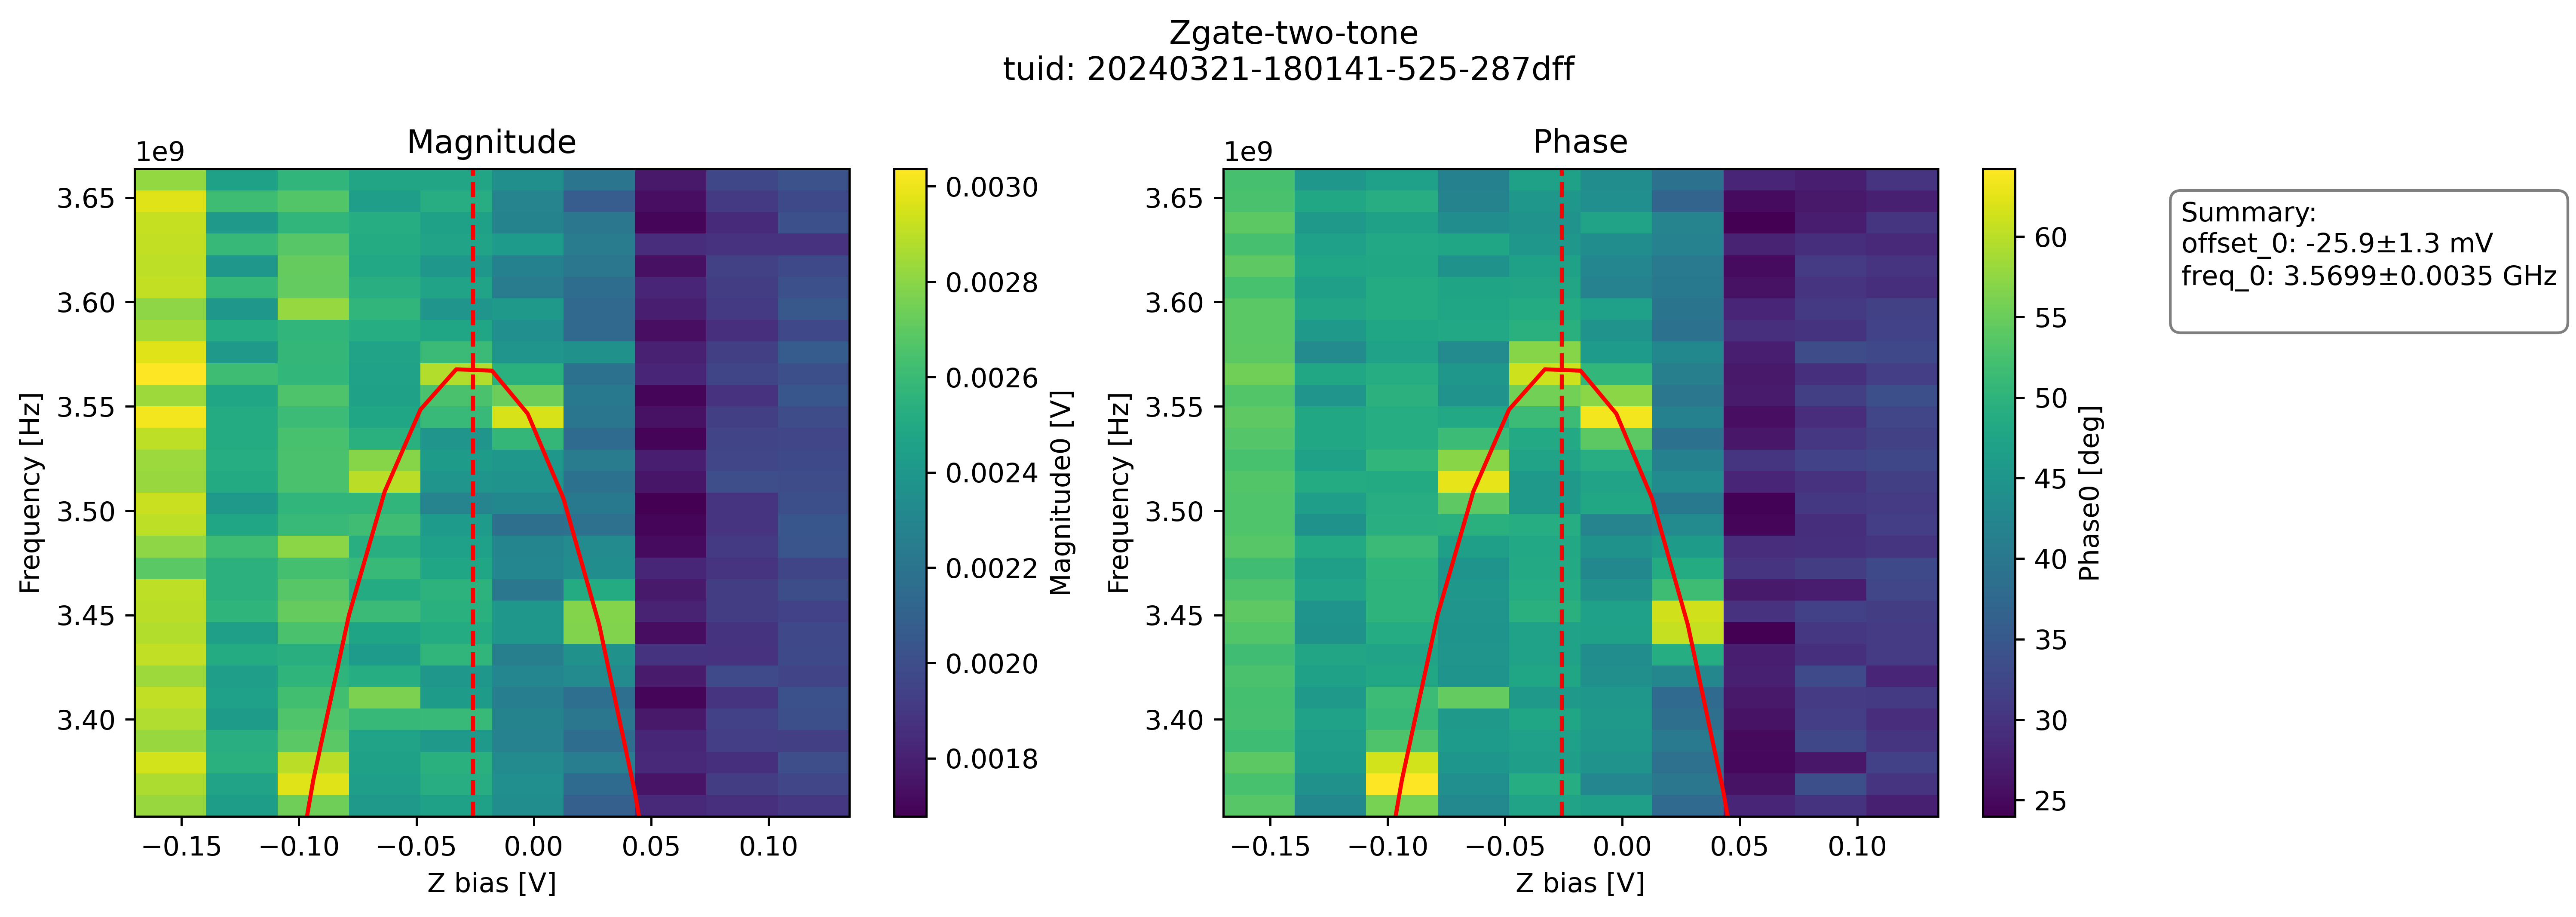 Zgate-two-tone
tuid: 20240321-180141-525-287dff
Magnitude
1e9
3.65
3.60
3.55
3.50
3.45
3.40
Frequency [Hz]
−0.15 −0.10 −0.05 0.00 0.05 0.10
Z bias [V]
0.0030
0.0028
0.0026
0.0024
0.0022
0.0020
0.0018
Magnitude0 [V]
Phase
1e9
3.65
3.60
3.55
3.50
3.45
3.40
Frequency [Hz]
−0.15 −0.10 −0.05 0.00 0.05 0.10
Z bias [V]
60
55
50
45
40
35
30
25
Phase0 [deg]
Summary:
offset_0: -25.9±1.3 mV
freq_0: 3.5699±0.0035 GHz